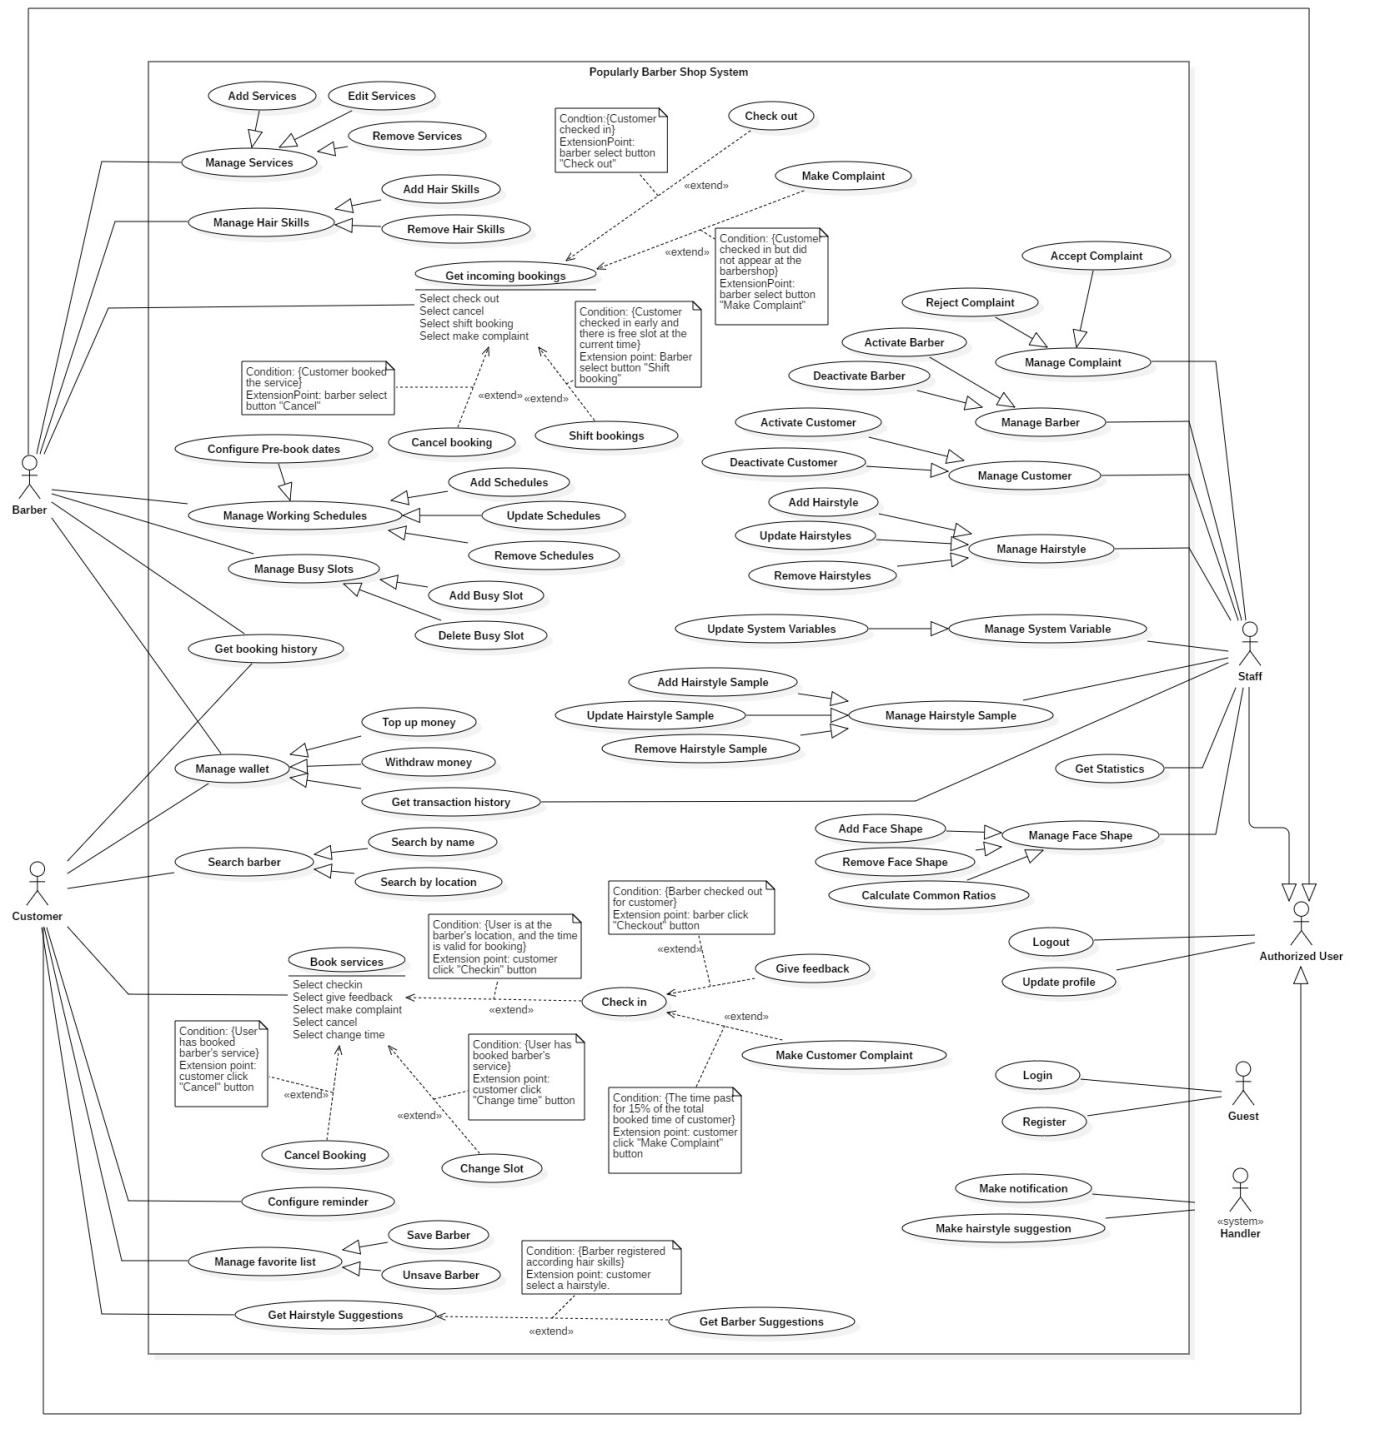 Popularly Barber Shop System
Add Services
Edit Services
Remove Services
Manage Services
Add Hair Skills
Manage Hair Skills
Remove Hair Skills
Condtion:{Customer
checked in}
ExtensionPoint:
barber select button
"Check out"
Check out
«extend»
Make Complaint
«extend»
Condition: {Customer
checked in but did
not appear at the
barbershop}
ExtensionPoint:
barber select button
"Make Complaint"
Get incoming bookings
Select check out
Select cancel
Select shift booking
Select make complaint
Condition: {Customer
checked in early and
there is free slot at the
current time}
Extension point: Barber
select button "Shift
booking"
Condition: {Customer booked
the service}
ExtensionPoint: barber select
button "Cancel"
«extend»
«extend»
Cancel booking
Shift bookings
Accept Complaint
Reject Complaint
Activate Barber
Manage Complaint
Deactivate Barber
Activate Customer
Manage Barber
Deactivate Customer
Manage Customer
Configure Pre-book dates
Barber
Add Schedules
Manage Working Schedules
Update Schedules
Remove Schedules
Manage Busy Slots
Add Busy Slot
Delete Busy Slot
Add Hairstyle
Update Hairstyles
Manage Hairstyle
Remove Hairstyles
Get booking history
Update System Variables
Manage System Variable
Staff
Add Hairstyle Sample
Update Hairstyle Sample
Manage Hairstyle Sample
Remove Hairstyle Sample
Top up money
Manage wallet
Withdraw money
Get transaction history
Get Statistics
Add Face Shape
Manage Face Shape
Remove Face Shape
Calculate Common Ratios
Search by name
Search barber
Search by location
Customer
Condition: {Barber checked out
for customer}
Extension point: barber click
"Checkout" button
«extend»
Condition: {User is at the
barber's location, and the time
is valid for booking}
Extension point: customer
click "Checkin" button
Logout
Authorized User
Update profile
Book services
Select checkin
Select give feedback
Select make complaint
Select cancel
Select change time
Give feedback
Check in
«extend»
«extend»
Make Customer Complaint
Condition: {User
has booked
barber's service}
Extension point:
customer click
"Cancel" button
«extend»
Condition: {User has
booked barber's
service}
Extension point:
customer click
"Change time" button
«extend»
Condition: {The time past
for 15% of the total
booked time of customer}
Extension point: customer
click "Make Complaint"
button
Cancel Booking
Change Slot
Login
Guest
Register
Make notification
Make hairstyle suggestion
«system»
Handler
Configure reminder
Save Barber
Manage favorite list
Unsave Barber
Condition: {Barber registered
according hair skills}
Extension point: customer
select a hairstyle.
Get Hairstyle Suggestions
«extend»
Get Barber Suggestions